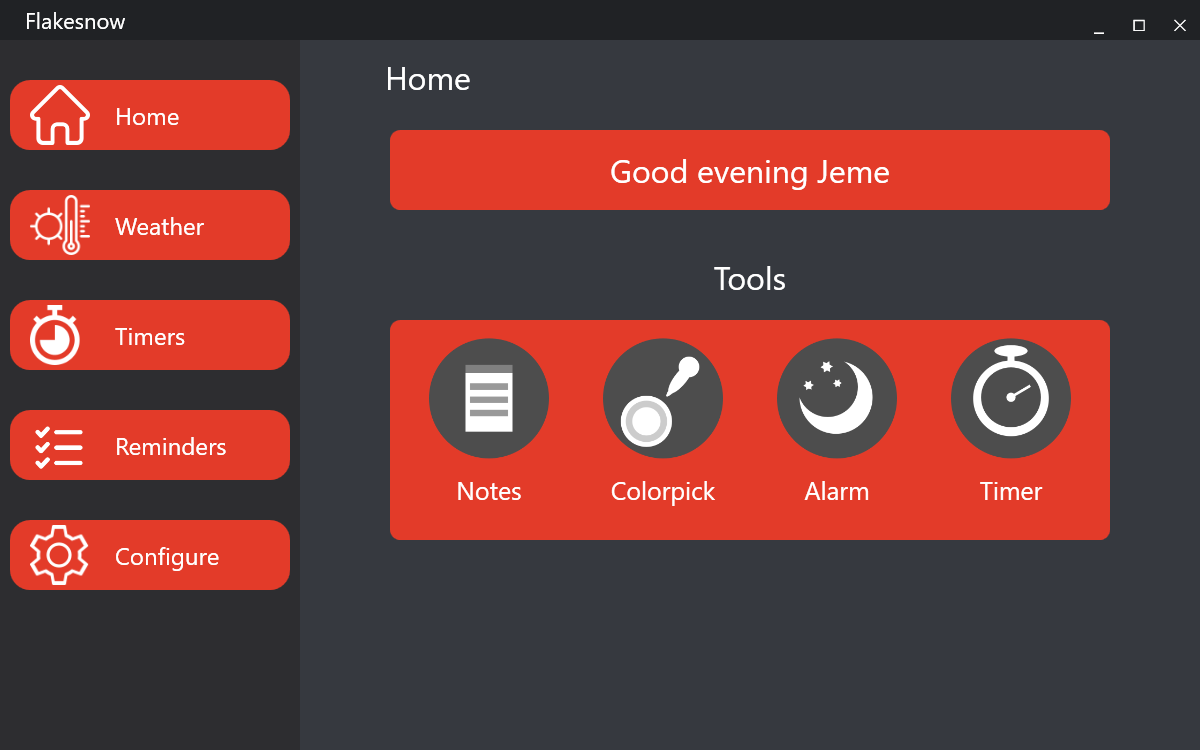 Flakesnow
Home
Weather
Timers
Reminders
Configure
Home
Good evening Jeme
Tools
Notes
Colorpick
Alarm
Timer